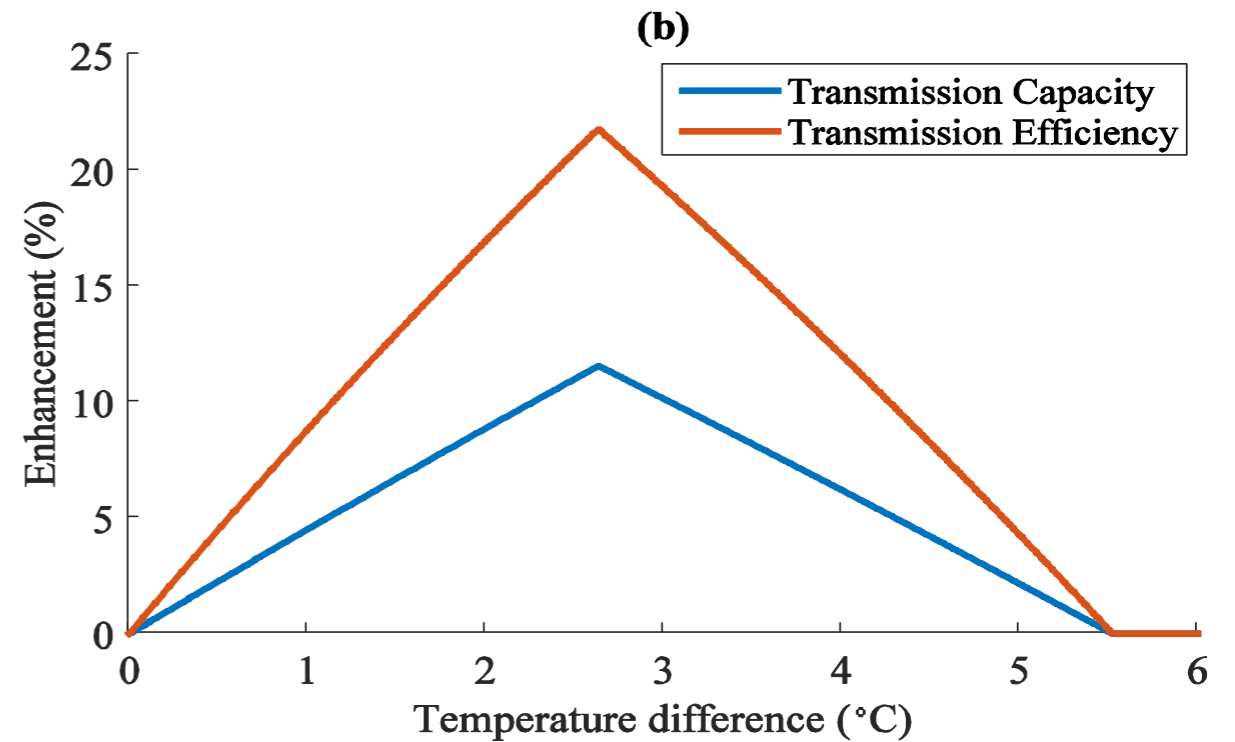 (b)
25
20
15
10
5
0
Enhancement (%)
Transmission Capacity
Transmission Efficiency
0 1 2 3 4 5 6
Temperature difference (°C)